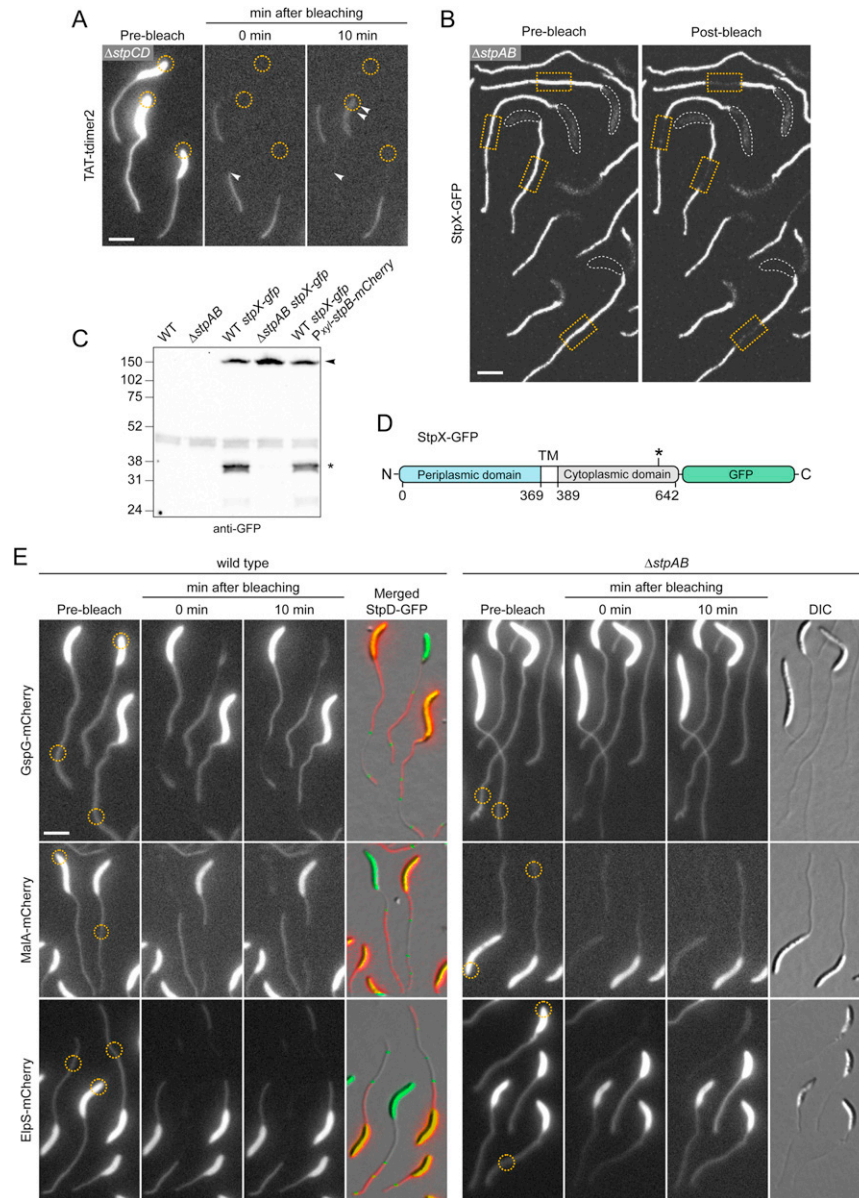 A
min after bleaching
Pre-bleach
0 min
10 min
ΔstpCD
TAT-tdimer2
B
Pre-bleach
Post-bleach
ΔstpAB
StpX-GFP
C
WT
ΔstpAB
WT stpX-gfp
ΔstpAB stpX-gfp
WT stpX-gfp
Pxyl-stpB-mCherry
150
102
75
52
38
31
24
*
*
anti-GFP
D
StpX-GFP
TM
*
N
Periplasmic domain
Cytoplasmic domain
GFP
C
0
369
389
642
E
wild type
ΔstpAB
min after bleaching
Merged
min after bleaching
Pre-bleach
0 min
10 min
StpD-GFP
Pre-bleach
0 min
10 min
DIC
GspG-mCherry
MalA-mCherry
ElpS-mCherry